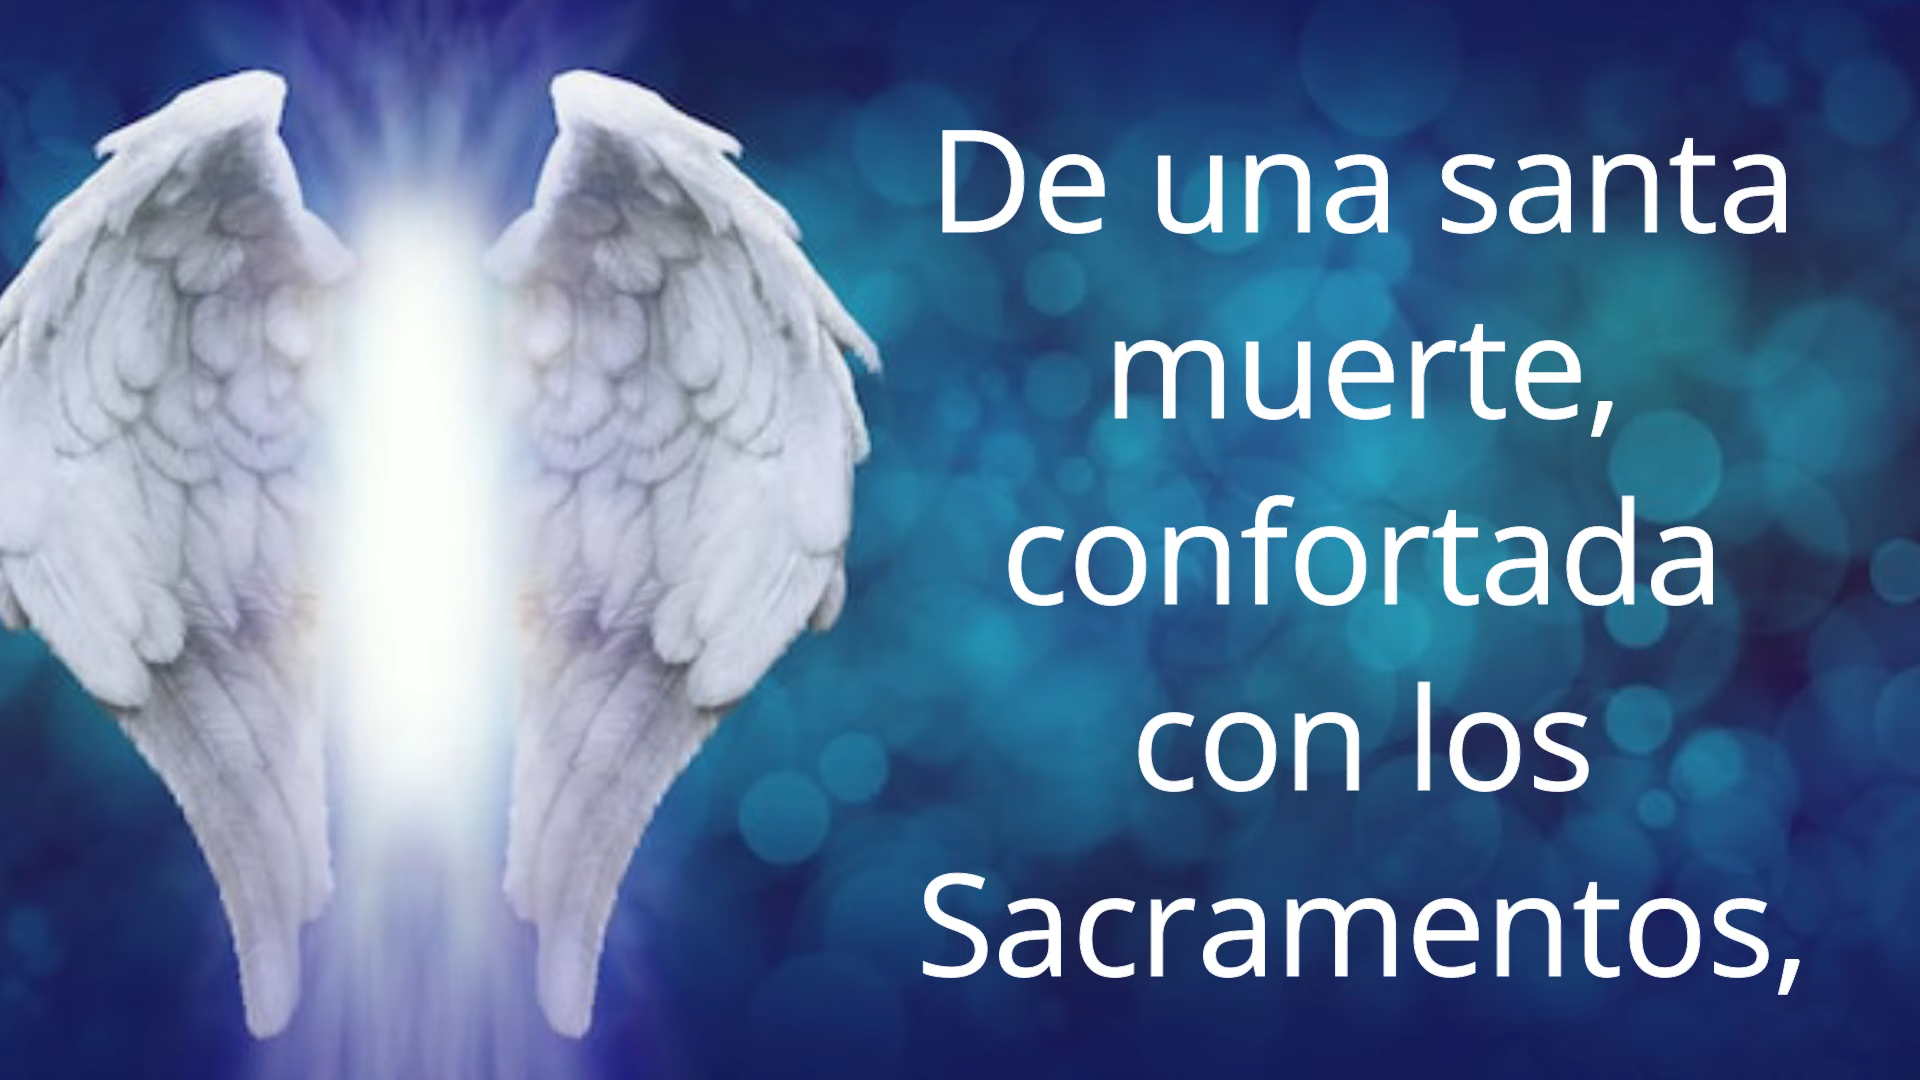 De una santa
muerte,
confortada
con los
Sacramentos,